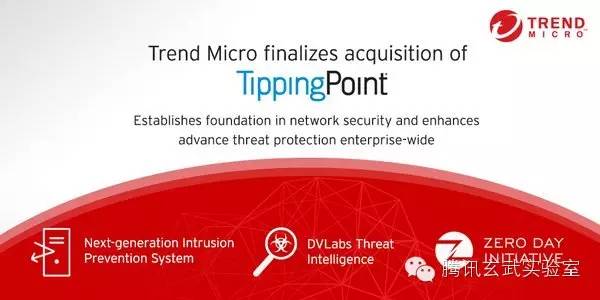 TREND
MICRO
Trend Micro finalizes acquisition of
TippingPoint
Establishes foundation in network security and enhances
advance threat protection enterprise-wide
Next-generation Intrusion
Prevention System
DVLabs Threat
Intelligence
ZERO DAY
INITIATIVE
腾讯玄武实验室